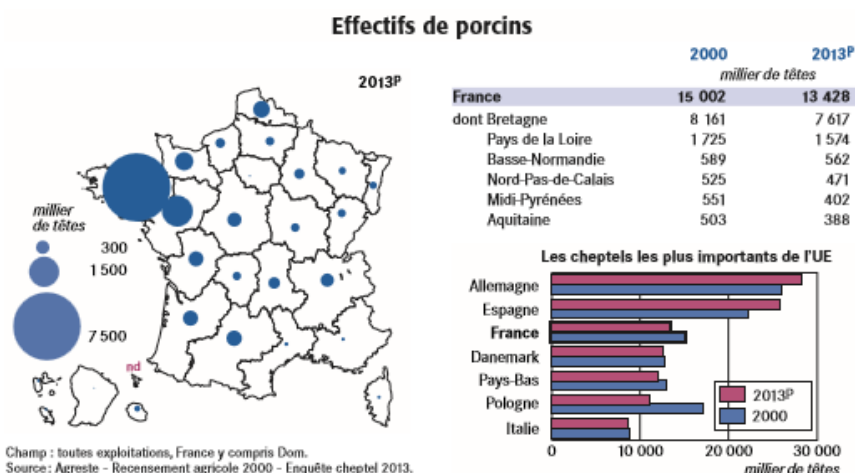 Effectifs de porcins
2013P
millier
de têtes
300
1 500
7 500
nd
2000 2013P
millier de têtes
France 15 002 13 428
dont Bretagne 8 161 7 617
Pays de la Loire 1 725 1 574
Basse-Normandie 589 562
Nord-Pas-de-Calais 525 471
Midi-Pyrénées 551 402
Aquitaine 503 388
Les cheptels les plus importants de l'UE
Allemagne
Espagne
France
Danemark
Pays-Bas
Pologne
Italie
2013P
2000
0 10 000 20 000 30 000
millier de têtes
Champ : toutes exploitations, France y compris Dom.
Source : Agreste - Recensement agricole 2000 - Enquête cheptel 2013.